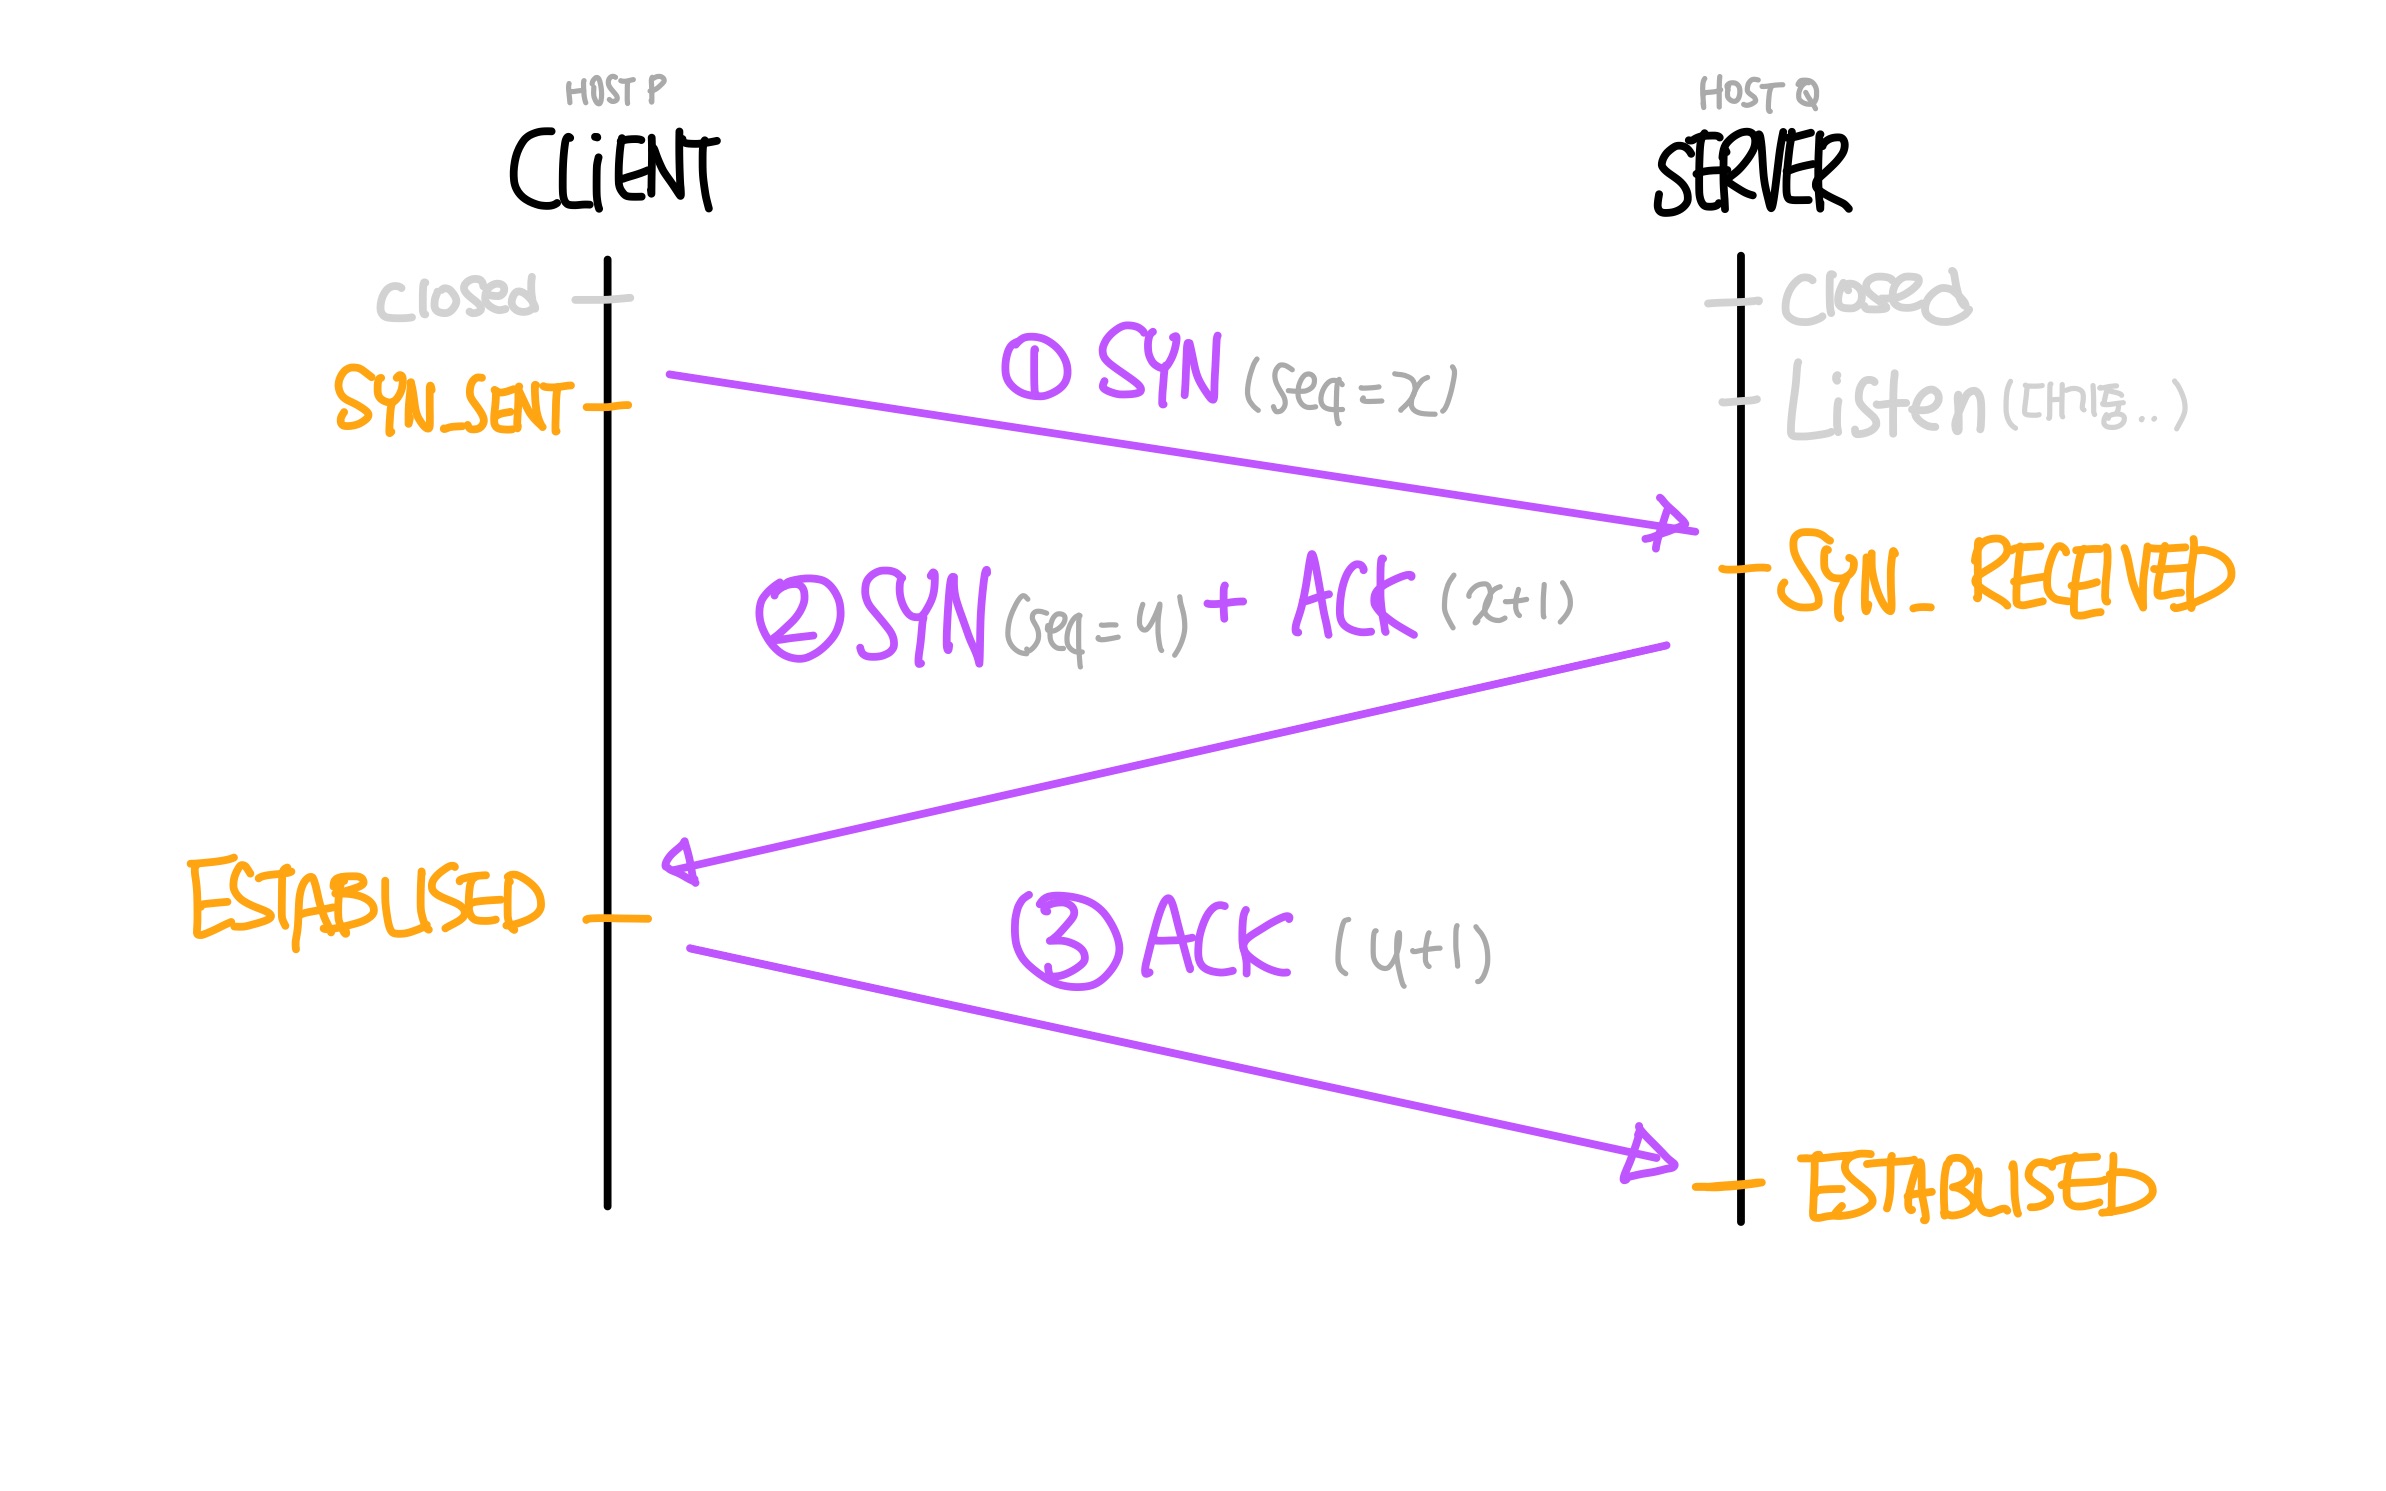 HOST P
CLiENT
HOST Q
SERVER
closed
closed
① SYN (seq=x)
SYN_SENT
Listen (대기중..)
② SYN (seq=y) + ACK (x+1)
SYN_RECEIVED
ESTABLISED
③ ACK (y+1)
ESTABLISED